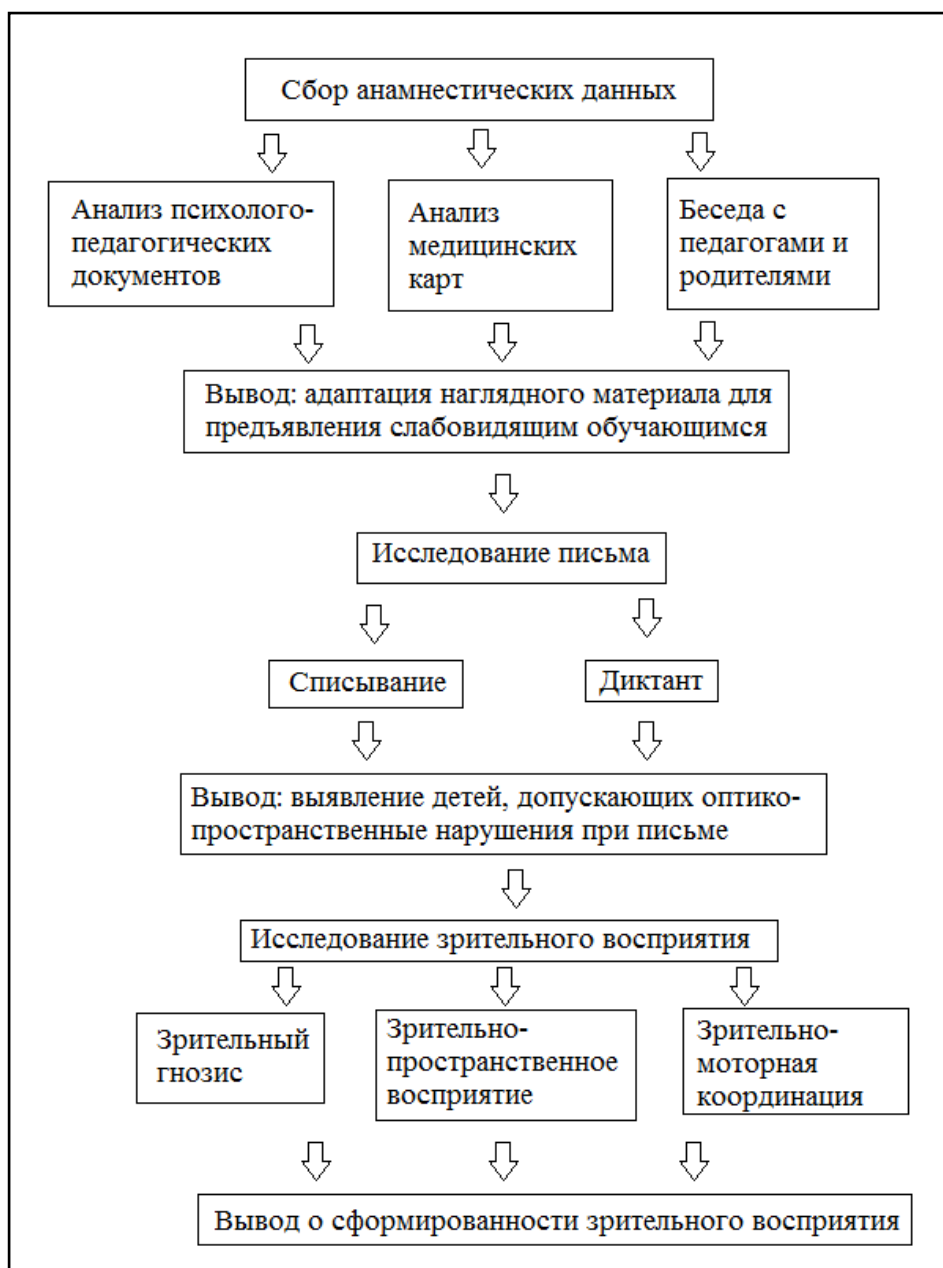 Сбор анамнестических данных
Анализ психолого-
педагогических
документов
Анализ
медицинских
карт
Беседа с
педагогами и
родителями
Вывод: адаптация наглядного материала для
предъявления слабовидящим обучающимся
Исследование письма
Списывание
Диктант
Вывод: выявление детей, допускающих оптико-
пространственные нарушения при письме
Исследование зрительного восприятия
Зрительный
гнозис
Зрительно-
пространственное
восприятие
Зрительно-
моторная
координация
Вывод о сформированности зрительного восприятия